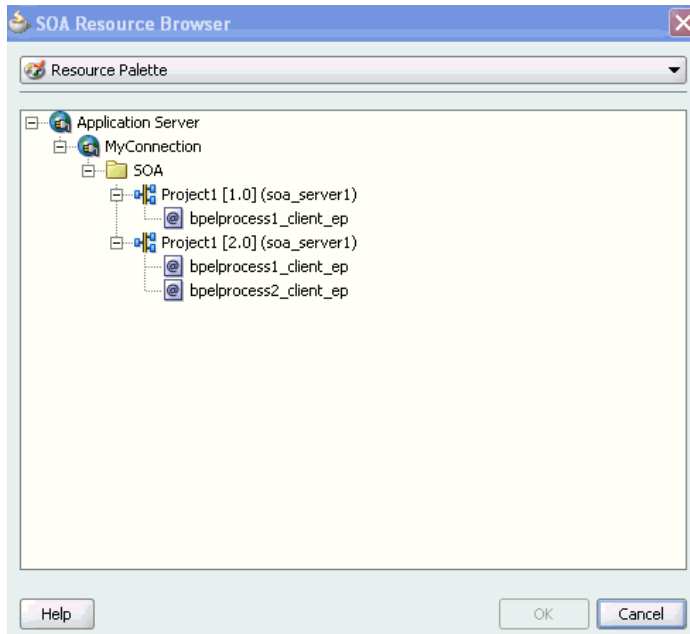 SOA Resource Browser
Resource Palette
Application Server
MyConnection
SOA
Project1 [1.0] (soa_server1)
bpelprocess1_client_ep
Project1 [2.0] (soa_server1)
bpelprocess1_client_ep
bpelprocess2_client_ep
Help OK Cancel